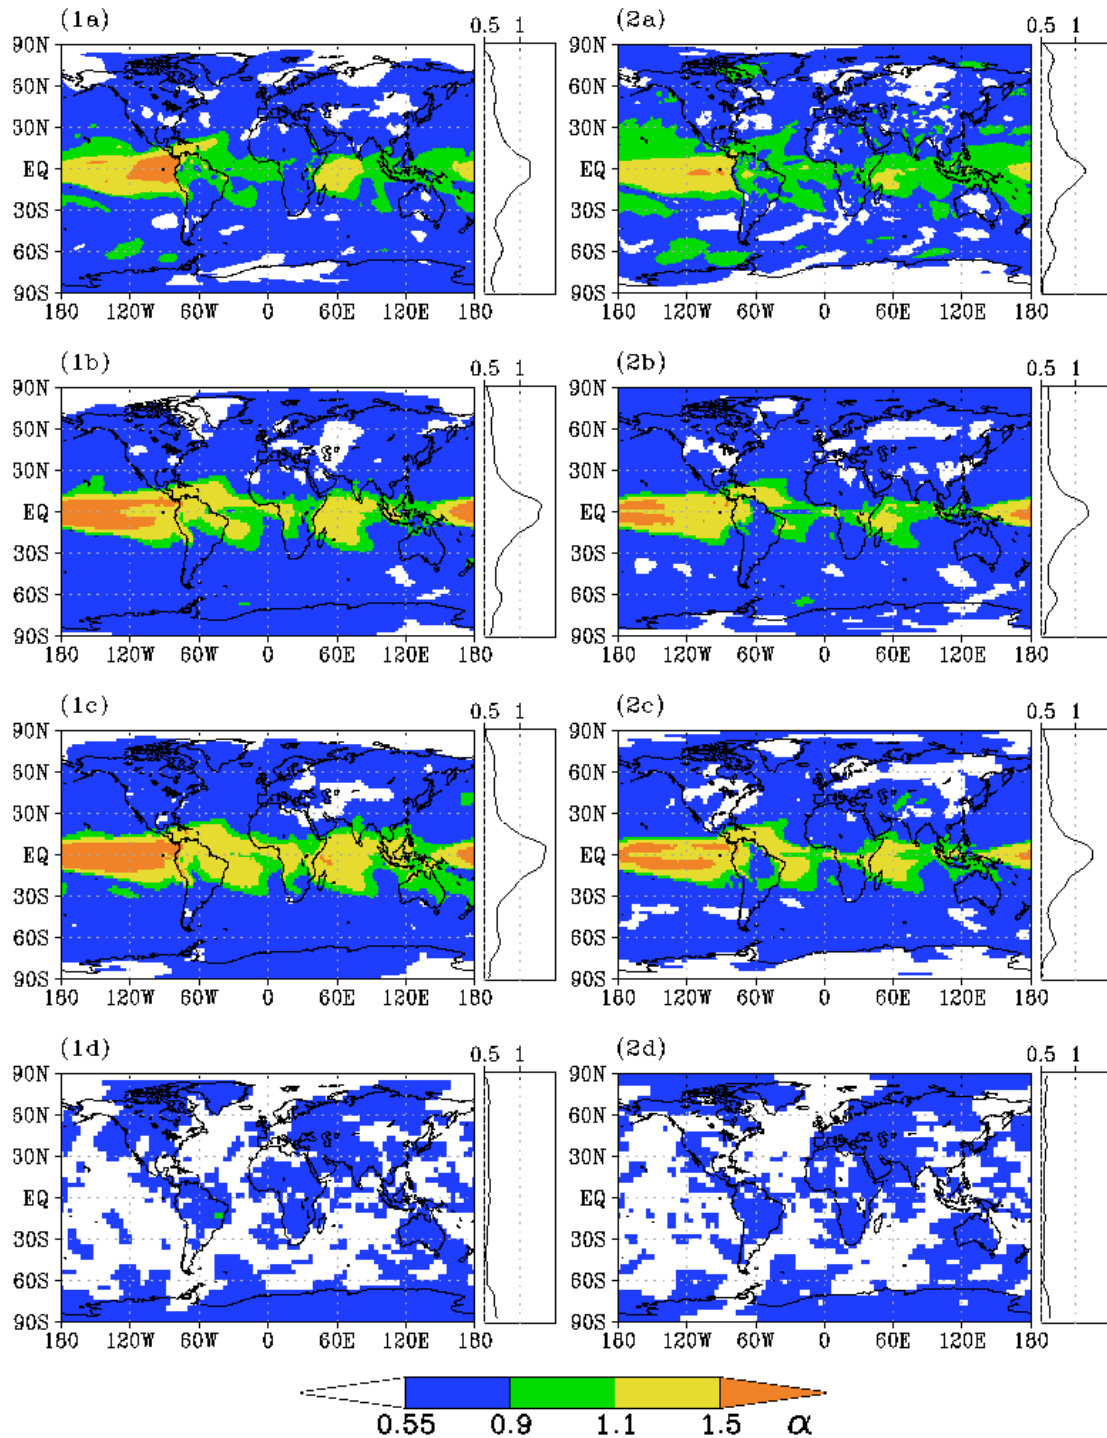 (1a) (2a)
0.5 1 0.5 1
90N 90N
60N 60N
30N 30N
EQ EQ
30S 30S
60S 60S
90S 90S
180 120W 60W 0 60E 120E 180 180 120W 60W 0 60E 120E 180
(1b) (2b)
0.5 1 0.5 1
90N 90N
60N 60N
30N 30N
EQ EQ
30S 30S
60S 60S
90S 90S
180 120W 60W 0 60E 120E 180 180 120W 60W 0 60E 120E 180
(1c) (2c)
0.5 1 0.5 1
90N 90N
60N 60N
30N 30N
EQ EQ
30S 30S
60S 60S
90S 90S
180 120W 60W 0 60E 120E 180 180 120W 60W 0 60E 120E 180
(1d) (2d)
0.5 1 0.5 1
90N 90N
60N 60N
30N 30N
EQ EQ
30S 30S
60S 60S
90S 90S
180 120W 60W 0 60E 120E 180 180 120W 60W 0 60E 120E 180
0.55 0.9 1.1 1.5 α